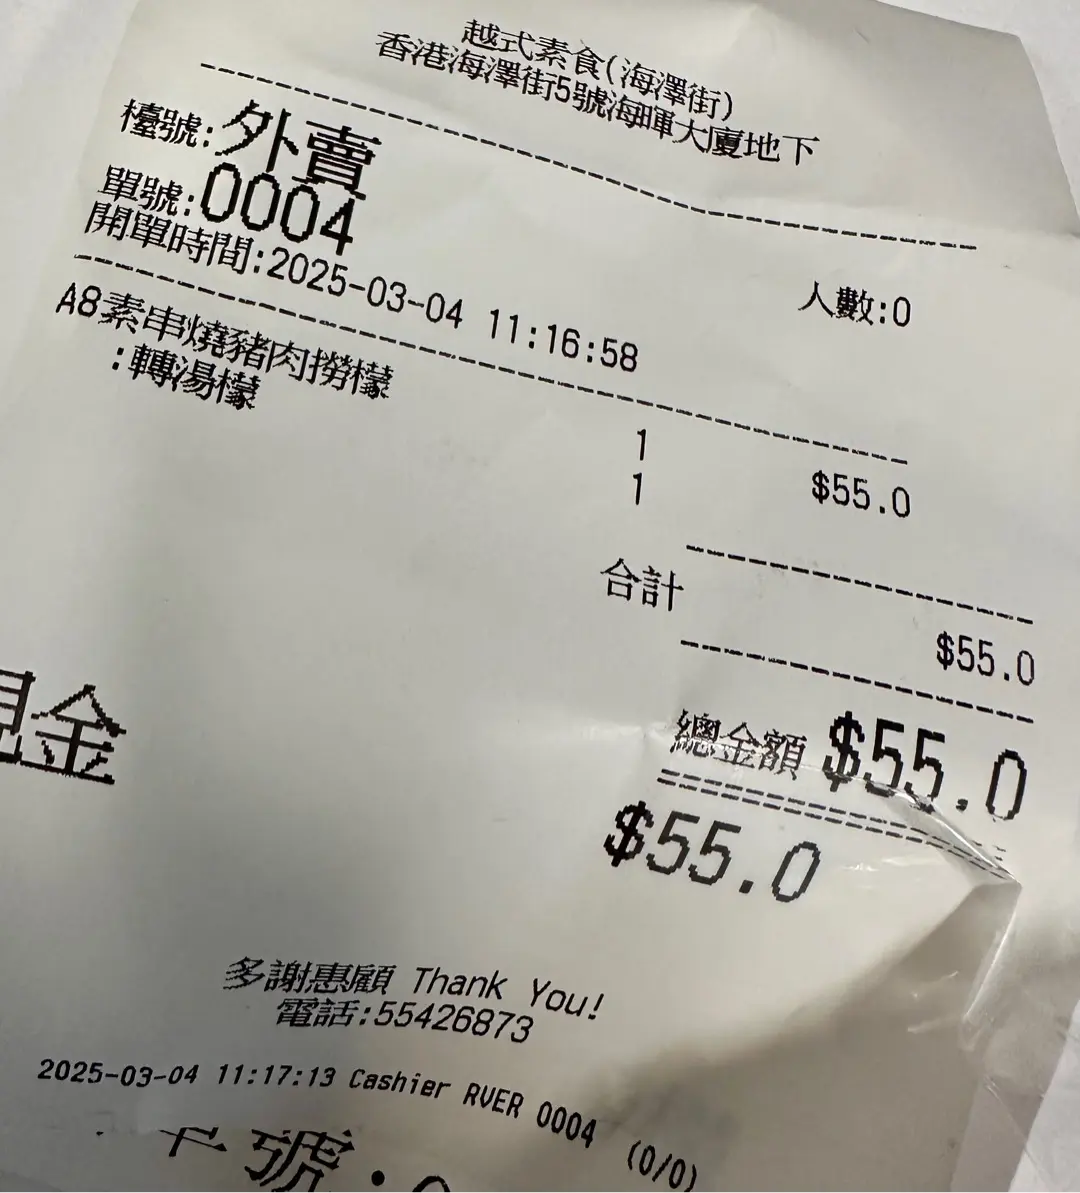 越式素食(海澤街)
香港海澤街5號海暉大廈地下
檯號:外賣
單號:0004
開單時間:2025-03-04 11:16:58 人數:0
A8素串燒豬肉撈檬 1 $55.0
:轉湯檬 1
合計 $55.0
總金額 $55.0
現金 $55.0
多謝惠顧 Thank You!
電話:55426873
2025-03-04 11:17:13 Cashier RVER 0004 (0/0)
號: